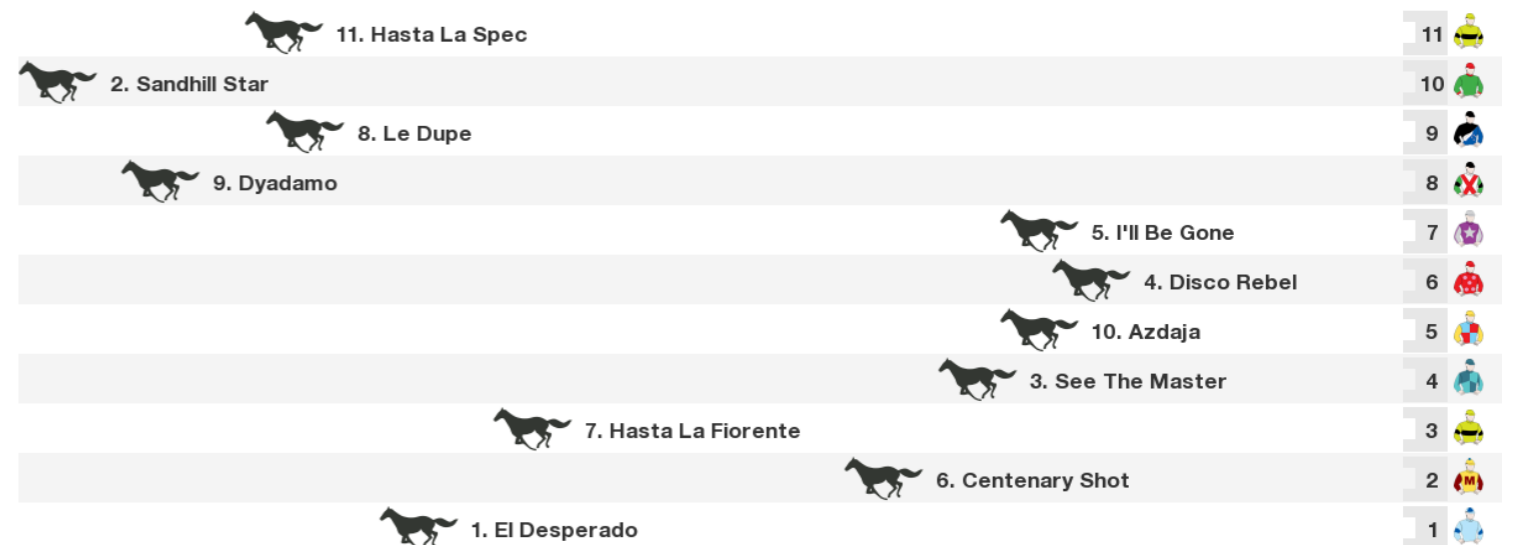 11. Hasta La Spec 11
2. Sandhill Star 10
8. Le Dupe 9
9. Dyadamo 8
5. I'll Be Gone 7
4. Disco Rebel 6
10. Azdaja 5
3. See The Master 4
7. Hasta La Fiorente 3
6. Centenary Shot 2 M
1. El Desperado 1